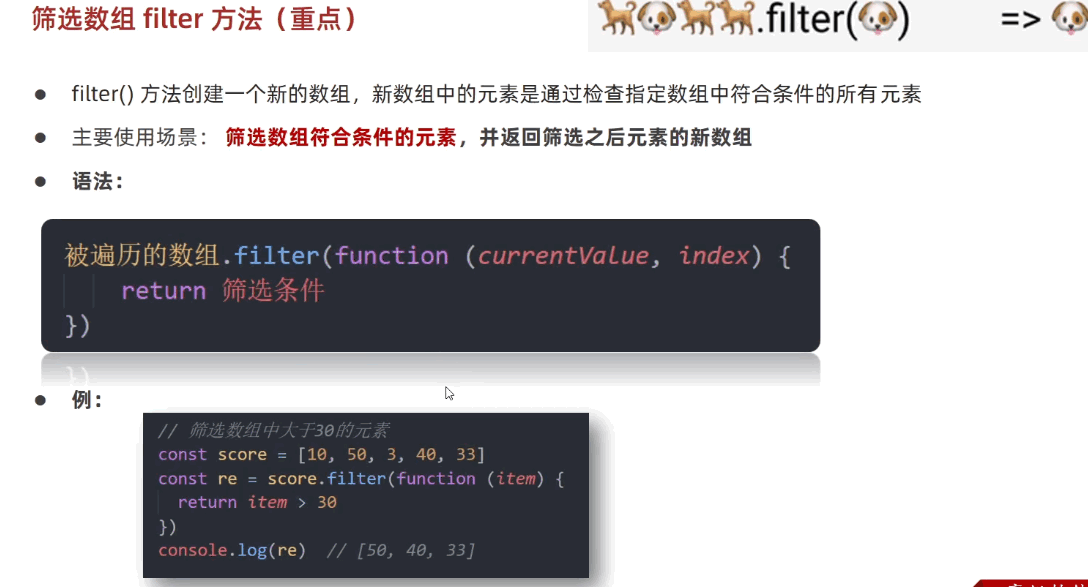 筛选数组 filter 方法（重点）
.filter( ) =>
filter() 方法创建一个新的数组，新数组中的元素是通过检查指定数组中符合条件的所有元素
主要使用场景： 筛选数组符合条件的元素，并返回筛选之后元素的新数组
语法：
被遍历的数组.filter(function (currentValue, index) {
return 筛选条件
})
例：
// 筛选数组中大于30的元素
const score = [10, 50, 3, 40, 33]
const re = score.filter(function (item) {
return item > 30
})
console.log(re) // [50, 40, 33]